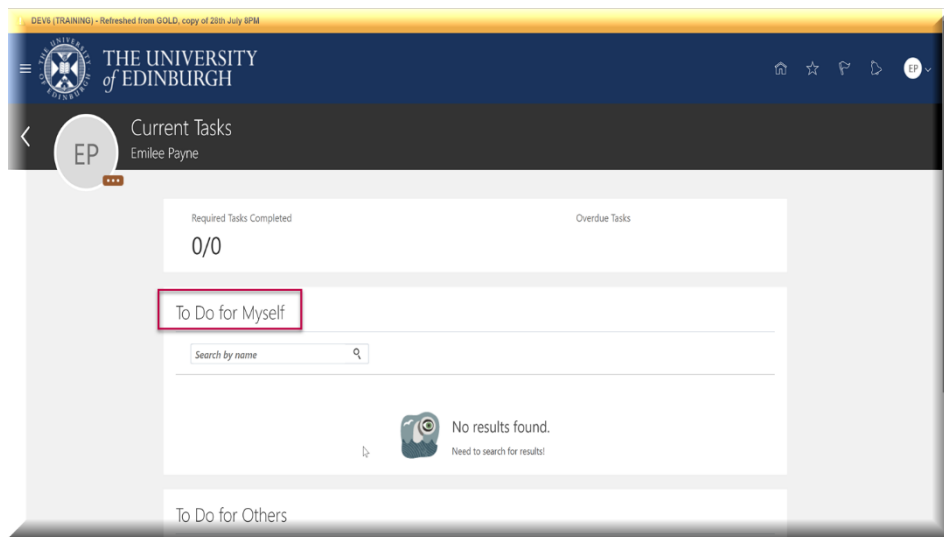 DEV6 (TRAINING) - Refreshed from GOLD, copy of 28th July 8PM
THE UNIVERSITY
of EDINBURGH
EP
Current Tasks
Emilee Payne
EP
Required Tasks Completed
Overdue Tasks
0/0
To Do for Myself
Search by name
No results found.
Need to search for results!
To Do for Others